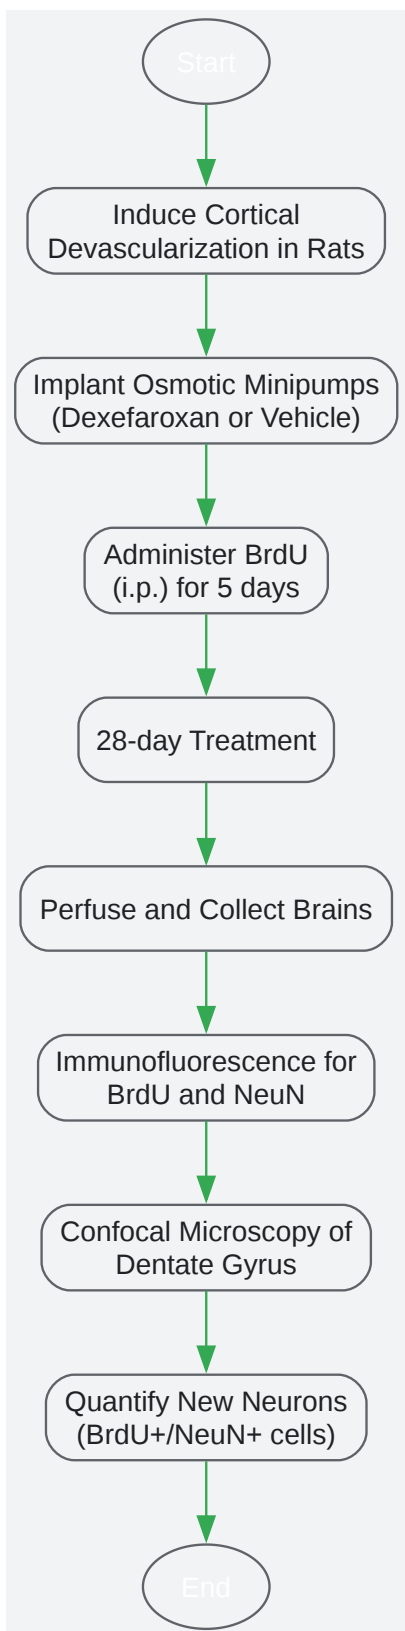 Start
Induce Cortical
Devascularization in Rats
Implant Osmotic Minipumps
(Dexefaroxan or Vehicle)
Administer BrdU
(i.p.) for 5 days
28-day Treatment
Perfuse and Collect Brains
Immunofluorescence for
BrdU and NeuN
Confocal Microscopy of
Dentate Gyrus
Quantify New Neurons
(BrdU+/NeuN+ cells)
End